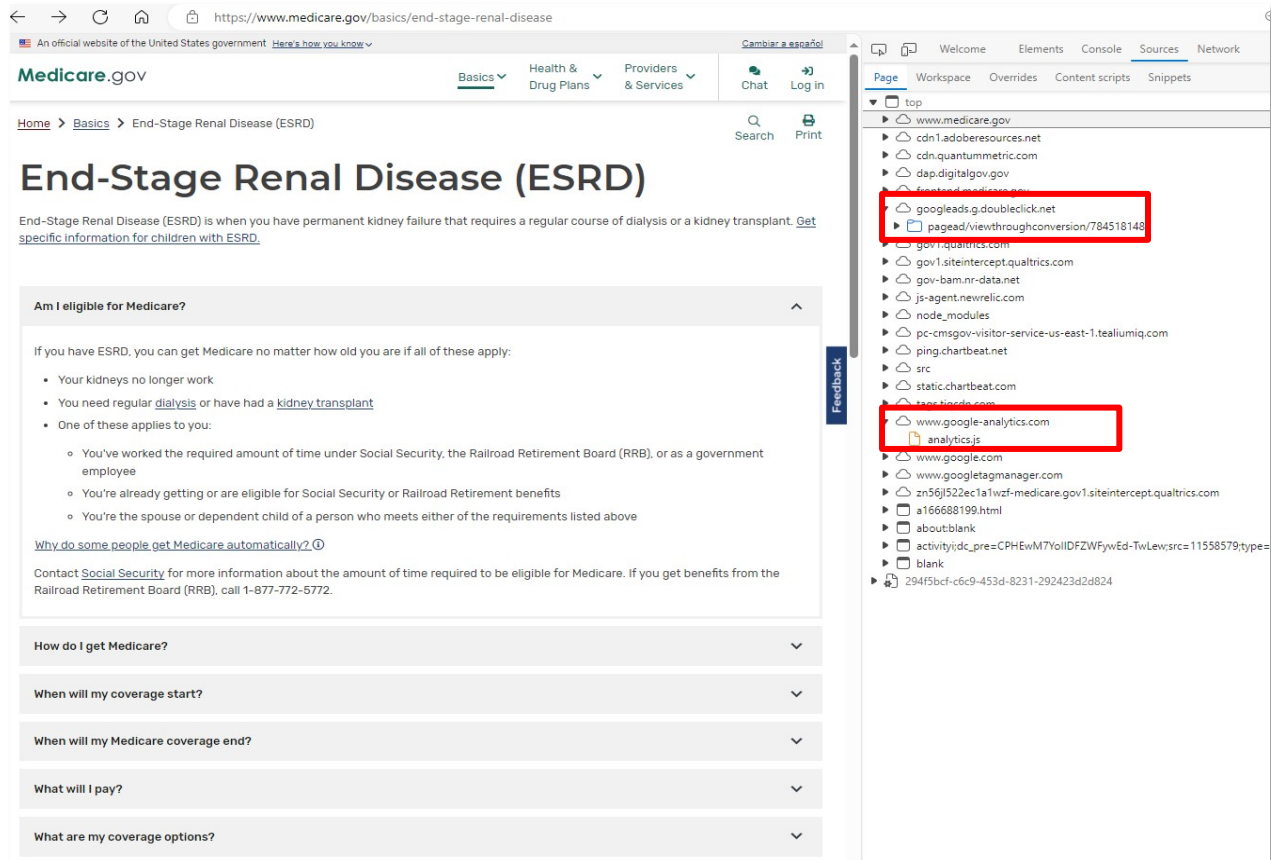 https://www.medicare.gov/basics/end-stage-renal-disease
An official website of the United States government Here's how you know
Cambiar a español
Medicare.gov
Basics
Health & Drug Plans
Providers & Services
Chat
Log in
Home > Basics > End-Stage Renal Disease (ESRD)
Search
Print
End-Stage Renal Disease (ESRD)
End-Stage Renal Disease (ESRD) is when you have permanent kidney failure that requires a regular course of dialysis or a kidney transplant. Get
specific information for children with ESRD.
Am I eligible for Medicare?
If you have ESRD, you can get Medicare no matter how old you are if all of these apply:
• Your kidneys no longer work
• You need regular dialysis or have had a kidney transplant
• One of these applies to you:
You've worked the required amount of time under Social Security, the Railroad Retirement Board (RRB), or as a government
employee
You're already getting or are eligible for Social Security or Railroad Retirement benefits
You're the spouse or dependent child of a person who meets either of the requirements listed above
Why do some people get Medicare automatically?
Contact Social Security for more information about the amount of time required to be eligible for Medicare. If you get benefits from the
Railroad Retirement Board (RRB), call 1-877-772-5772.
How do I get Medicare?
When will my coverage start?
When will my Medicare coverage end?
What will I pay?
What are my coverage options?
Feedback
Welcome Elements Console Sources Network
Page Workspace Overrides Content scripts Snippets
top
www.medicare.gov
cdn1.adoberesources.net
cdn.quantummetric.com
dap.digitalgov.gov
frontend.medicare.gov
googleads.g.doubleclick.net
pagead/viewthroughconversion/784518148
gov1.qualtrics.com
gov1.siteintercept.qualtrics.com
gov-bam.nr-data.net
js-agent.newrelic.com
node_modules
pc-cmsgov-visitor-service-us-east-1.tealiumiq.com
ping.chartbeat.net
src
static.chartbeat.com
tags.tiqcdn.com
www.google-analytics.com
analytics.js
www.google.com
www.googletagmanager.com
zn56jl522ec1a1wzf-medicare.gov1.siteintercept.qualtrics.com
a166688199.html
about:blank
activityi;dc_pre=CPHEwM7YoIIDFZWFywEd-TwLew;src=11558579;type=
blank
294f5bcf-c6c9-453d-8231-292423d2d824